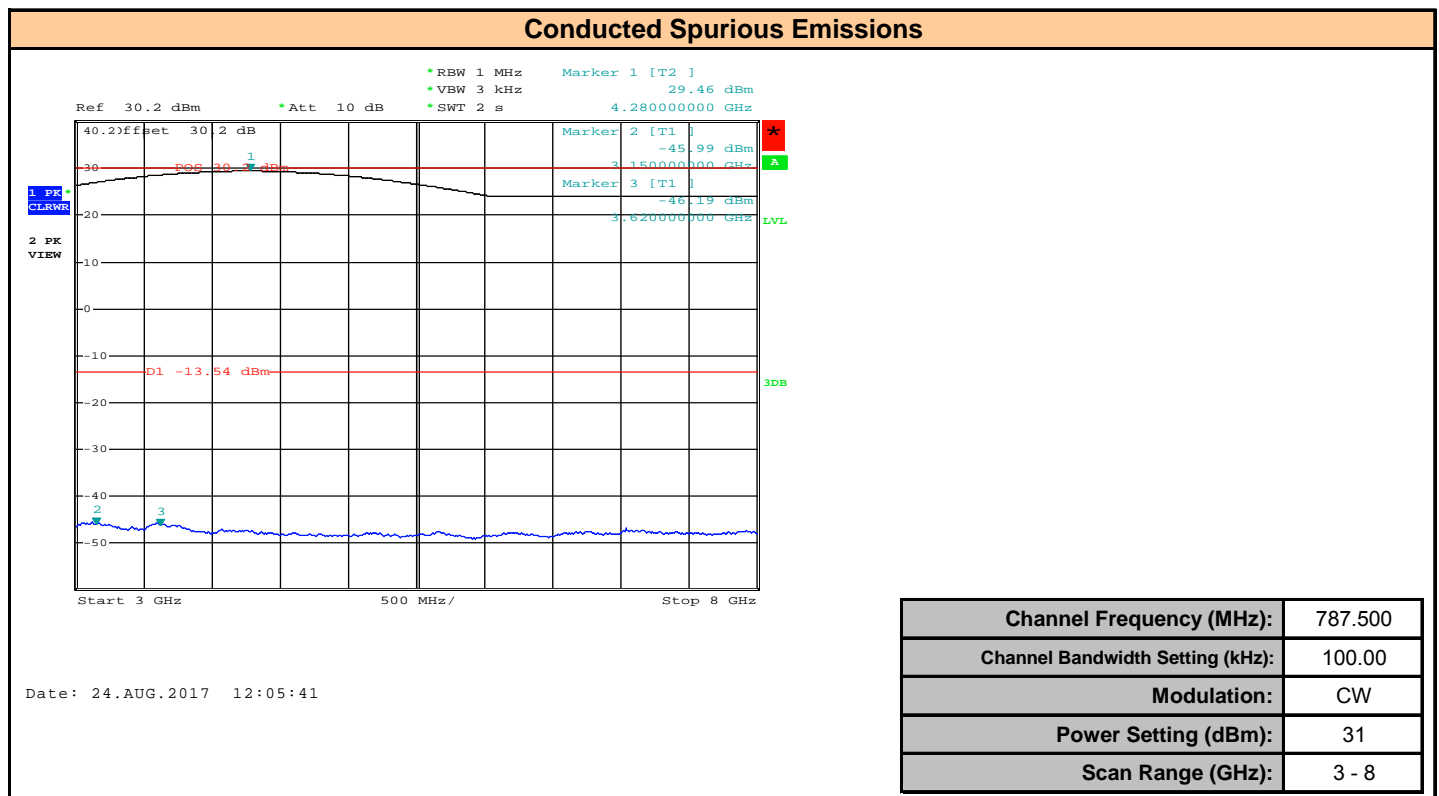 Conducted Spurious Emissions
*RBW 1 MHz
Marker 1 [T2 ]
*VBW 3 kHz
29.46 dBm
Ref 30.2 dBm
*Att 10 dB
*SWT 2 s
4.280000000 GHz
40.2
Offset 30.2 dB
Marker 2 [T1 ]
-45.99 dBm
3.150000000 GHz
Marker 3 [T1 ]
-46.19 dBm
3.620000000 GHz
*
A
LVL
3DB
1 PK *
CLRWR
2 PK
VIEW
1
30
POS 30.2 dBm
20
10
0
-10
D1 -13.54 dBm
-20
-30
-40
2
3
-50
Start 3 GHz
500 MHz/
Stop 8 GHz
Date: 24.AUG.2017 12:05:41
Channel Frequency (MHz): 787.500
Channel Bandwidth Setting (kHz): 100.00
Modulation: CW
Power Setting (dBm): 31
Scan Range (GHz): 3 - 8